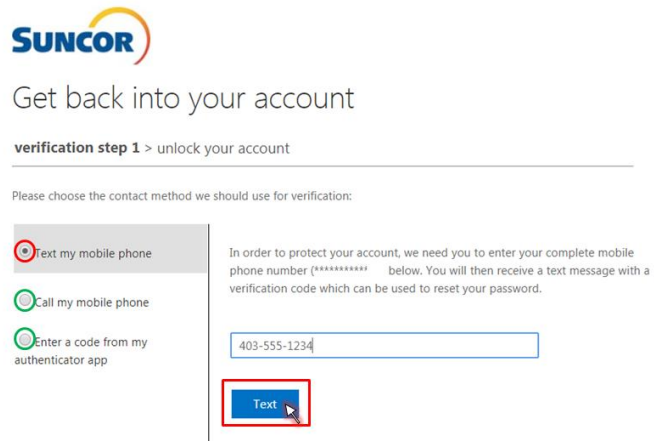 SUNCOR
Get back into your account
verification step 1 > unlock your account
Please choose the contact method we should use for verification:
Text my mobile phone
Call my mobile phone
Enter a code from my
authenticator app
In order to protect your account, we need you to enter your complete mobile
phone number (*********** below. You will then receive a text message with a
verification code which can be used to reset your password.
403-555-1234
Text